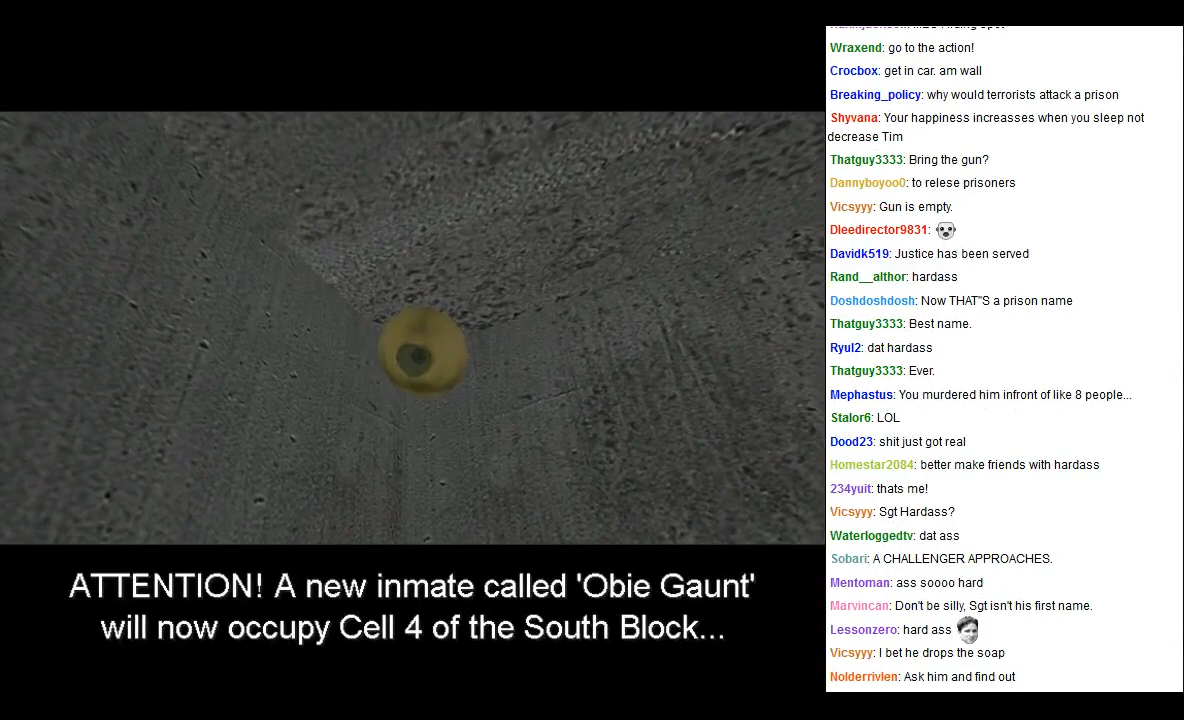 Wraxend: go to the action!
Crocbox: get in car. am wall
Breaking_policy: why would terrorists attack a prison
Shyvana: Your happiness increasses when you sleep not
decrease Tim
Thatguy3333: Bring the gun?
Dannyboyoo0: to relese prisoners
Vicsyyy: Gun is empty.
Dleedirector9831:
Davidk519: Justice has been served
Rand__althor: hardass
Doshdoshdosh: Now THAT"S a prison name
Thatguy3333: Best name.
Ryul2: dat hardass
Thatguy3333: Ever.
Mephastus: You murdered him infront of like 8 people...
Stalor6: LOL
Dood23: shit just got real
Homestar2084: better make friends with hardass
234yuit: thats me!
Vicsyyy: Sgt Hardass?
Waterloggedtv: dat ass
Sobari: A CHALLENGER APPROACHES.
Mentoman: ass soooo hard
Marvincan: Don't be silly, Sgt isn't his first name.
Lessonzero: hard ass
Vicsyyy: I bet he drops the soap
Nolderrivlen: Ask him and find out
ATTENTION! A new inmate called 'Obie Gaunt'
will now occupy Cell 4 of the South Block...